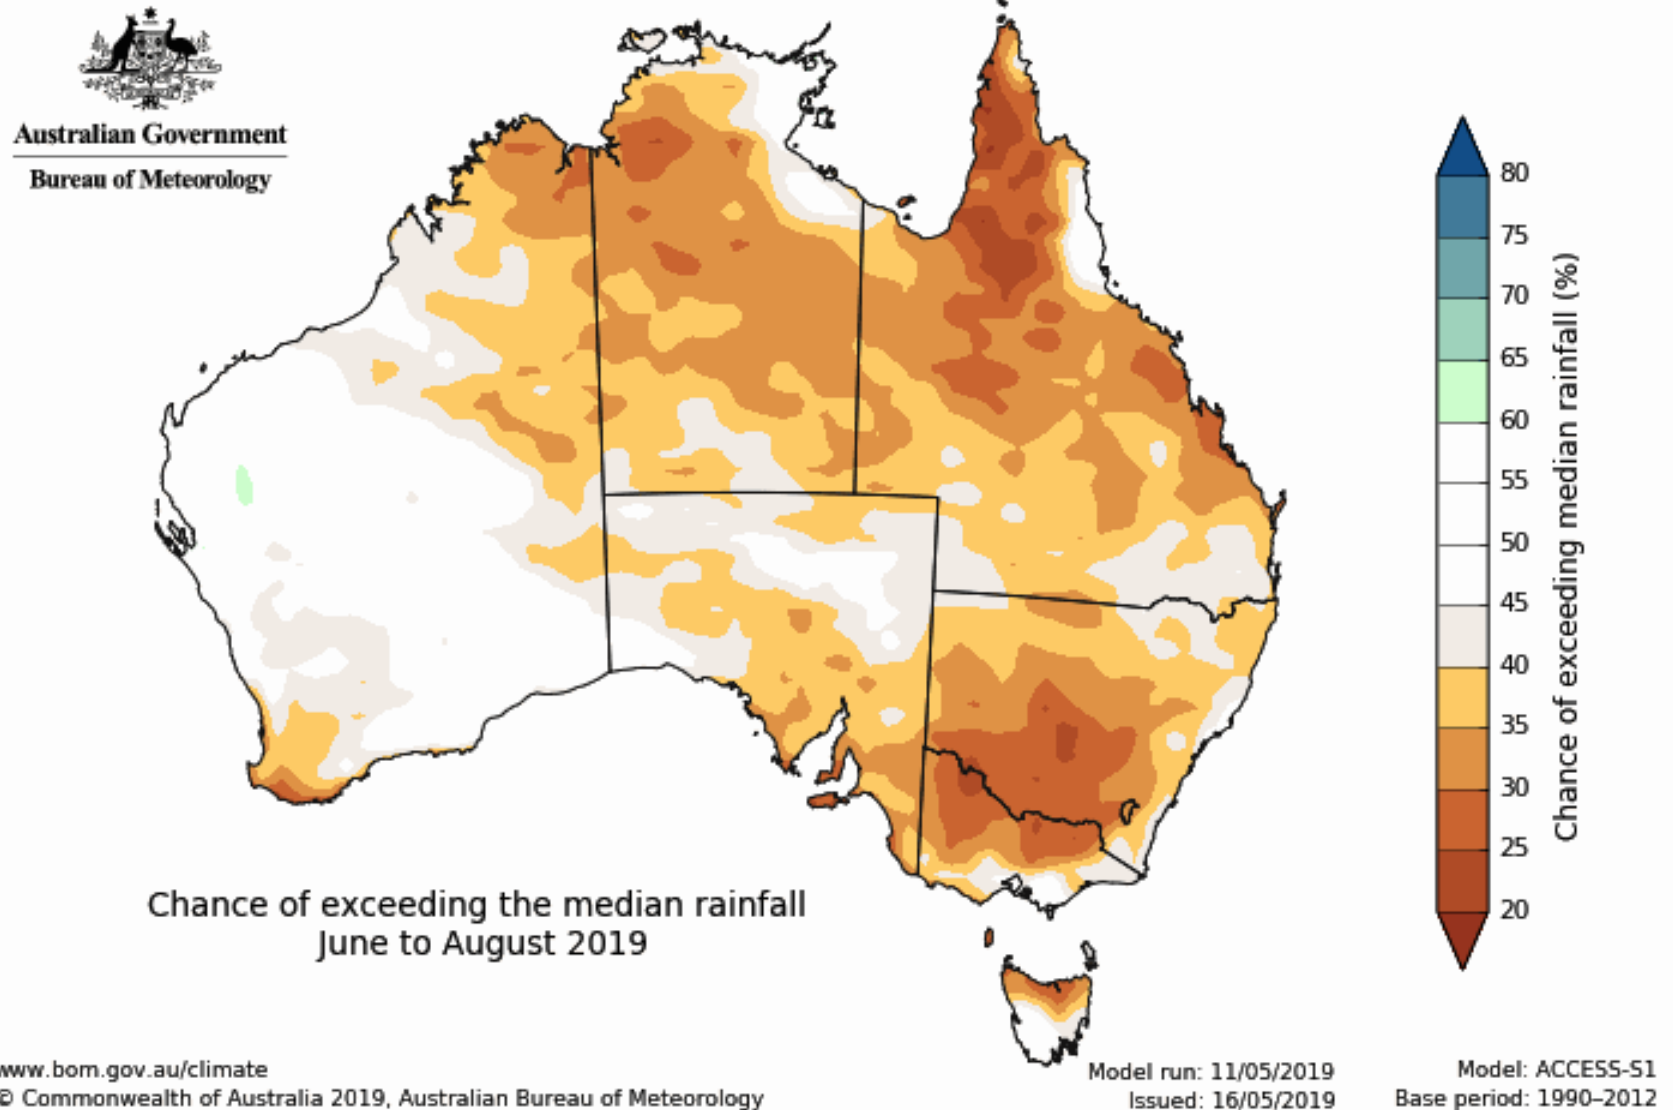 Australian Government
Bureau of Meteorology
80
75
70
65
60
55
50
45
40
35
30
25
20
Chance of exceeding median rainfall (%)
Chance of exceeding the median rainfall
June to August 2019
www.bom.gov.au/climate
© Commonwealth of Australia 2019, Australian Bureau of Meteorology
Model run: 11/05/2019
Issued: 16/05/2019
Model: ACCESS-S1
Base period: 1990–2012